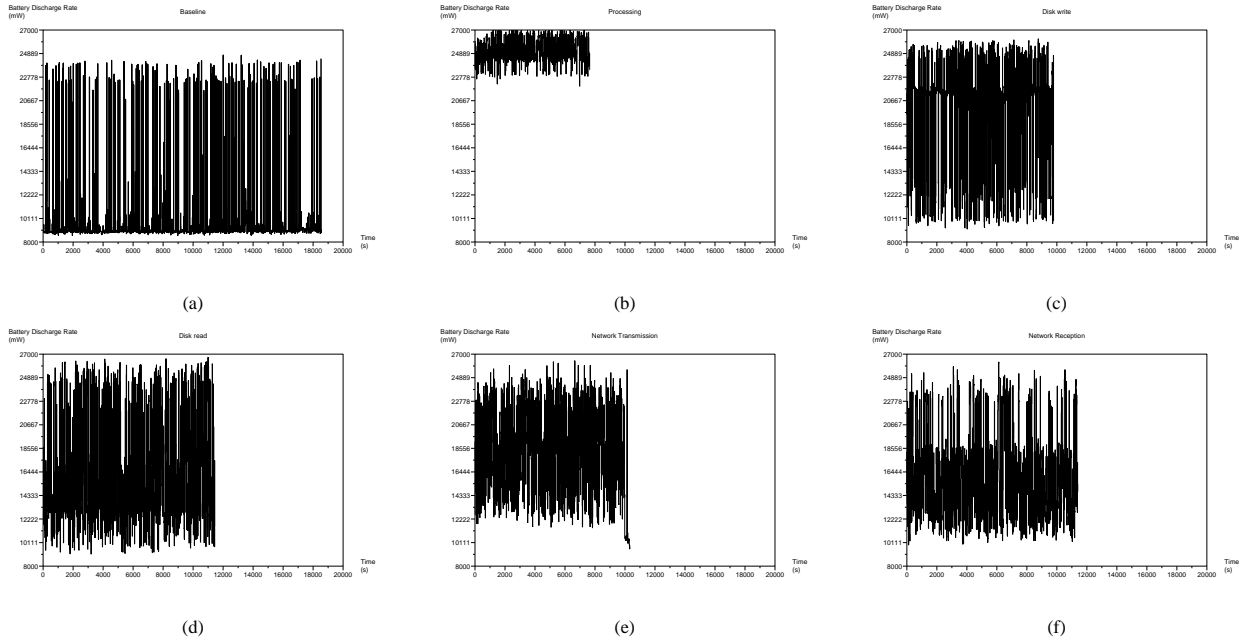 Battery Discharge Rate
(mW)
Baseline
27000
24889
22778
20667
18556
16444
14333
12222
10111
8000
0 2000 4000 6000 8000 10000 12000 14000 16000 18000 20000
Time
(s)
(a)
Battery Discharge Rate
(mW)
Processing
27000
24889
22778
20667
18556
16444
14333
12222
10111
8000
0 2000 4000 6000 8000 10000 12000 14000 16000 18000 20000
Time
(s)
(b)
Battery Discharge Rate
(mW)
Disk write
27000
24889
22778
20667
18556
16444
14333
12222
10111
8000
0 2000 4000 6000 8000 10000 12000 14000 16000 18000 20000
Time
(s)
(c)
Battery Discharge Rate
(mW)
Disk read
27000
24889
22778
20667
18556
16444
14333
12222
10111
8000
0 2000 4000 6000 8000 10000 12000 14000 16000 18000 20000
Time
(s)
(d)
Battery Discharge Rate
(mW)
Network Transmission
27000
24889
22778
20667
18556
16444
14333
12222
10111
8000
0 2000 4000 6000 8000 10000 12000 14000 16000 18000 20000
Time
(s)
(e)
Battery Discharge Rate
(mW)
Network Reception
27000
24889
22778
20667
18556
16444
14333
12222
10111
8000
0 2000 4000 6000 8000 10000 12000 14000 16000 18000 20000
Time
(s)
(f)